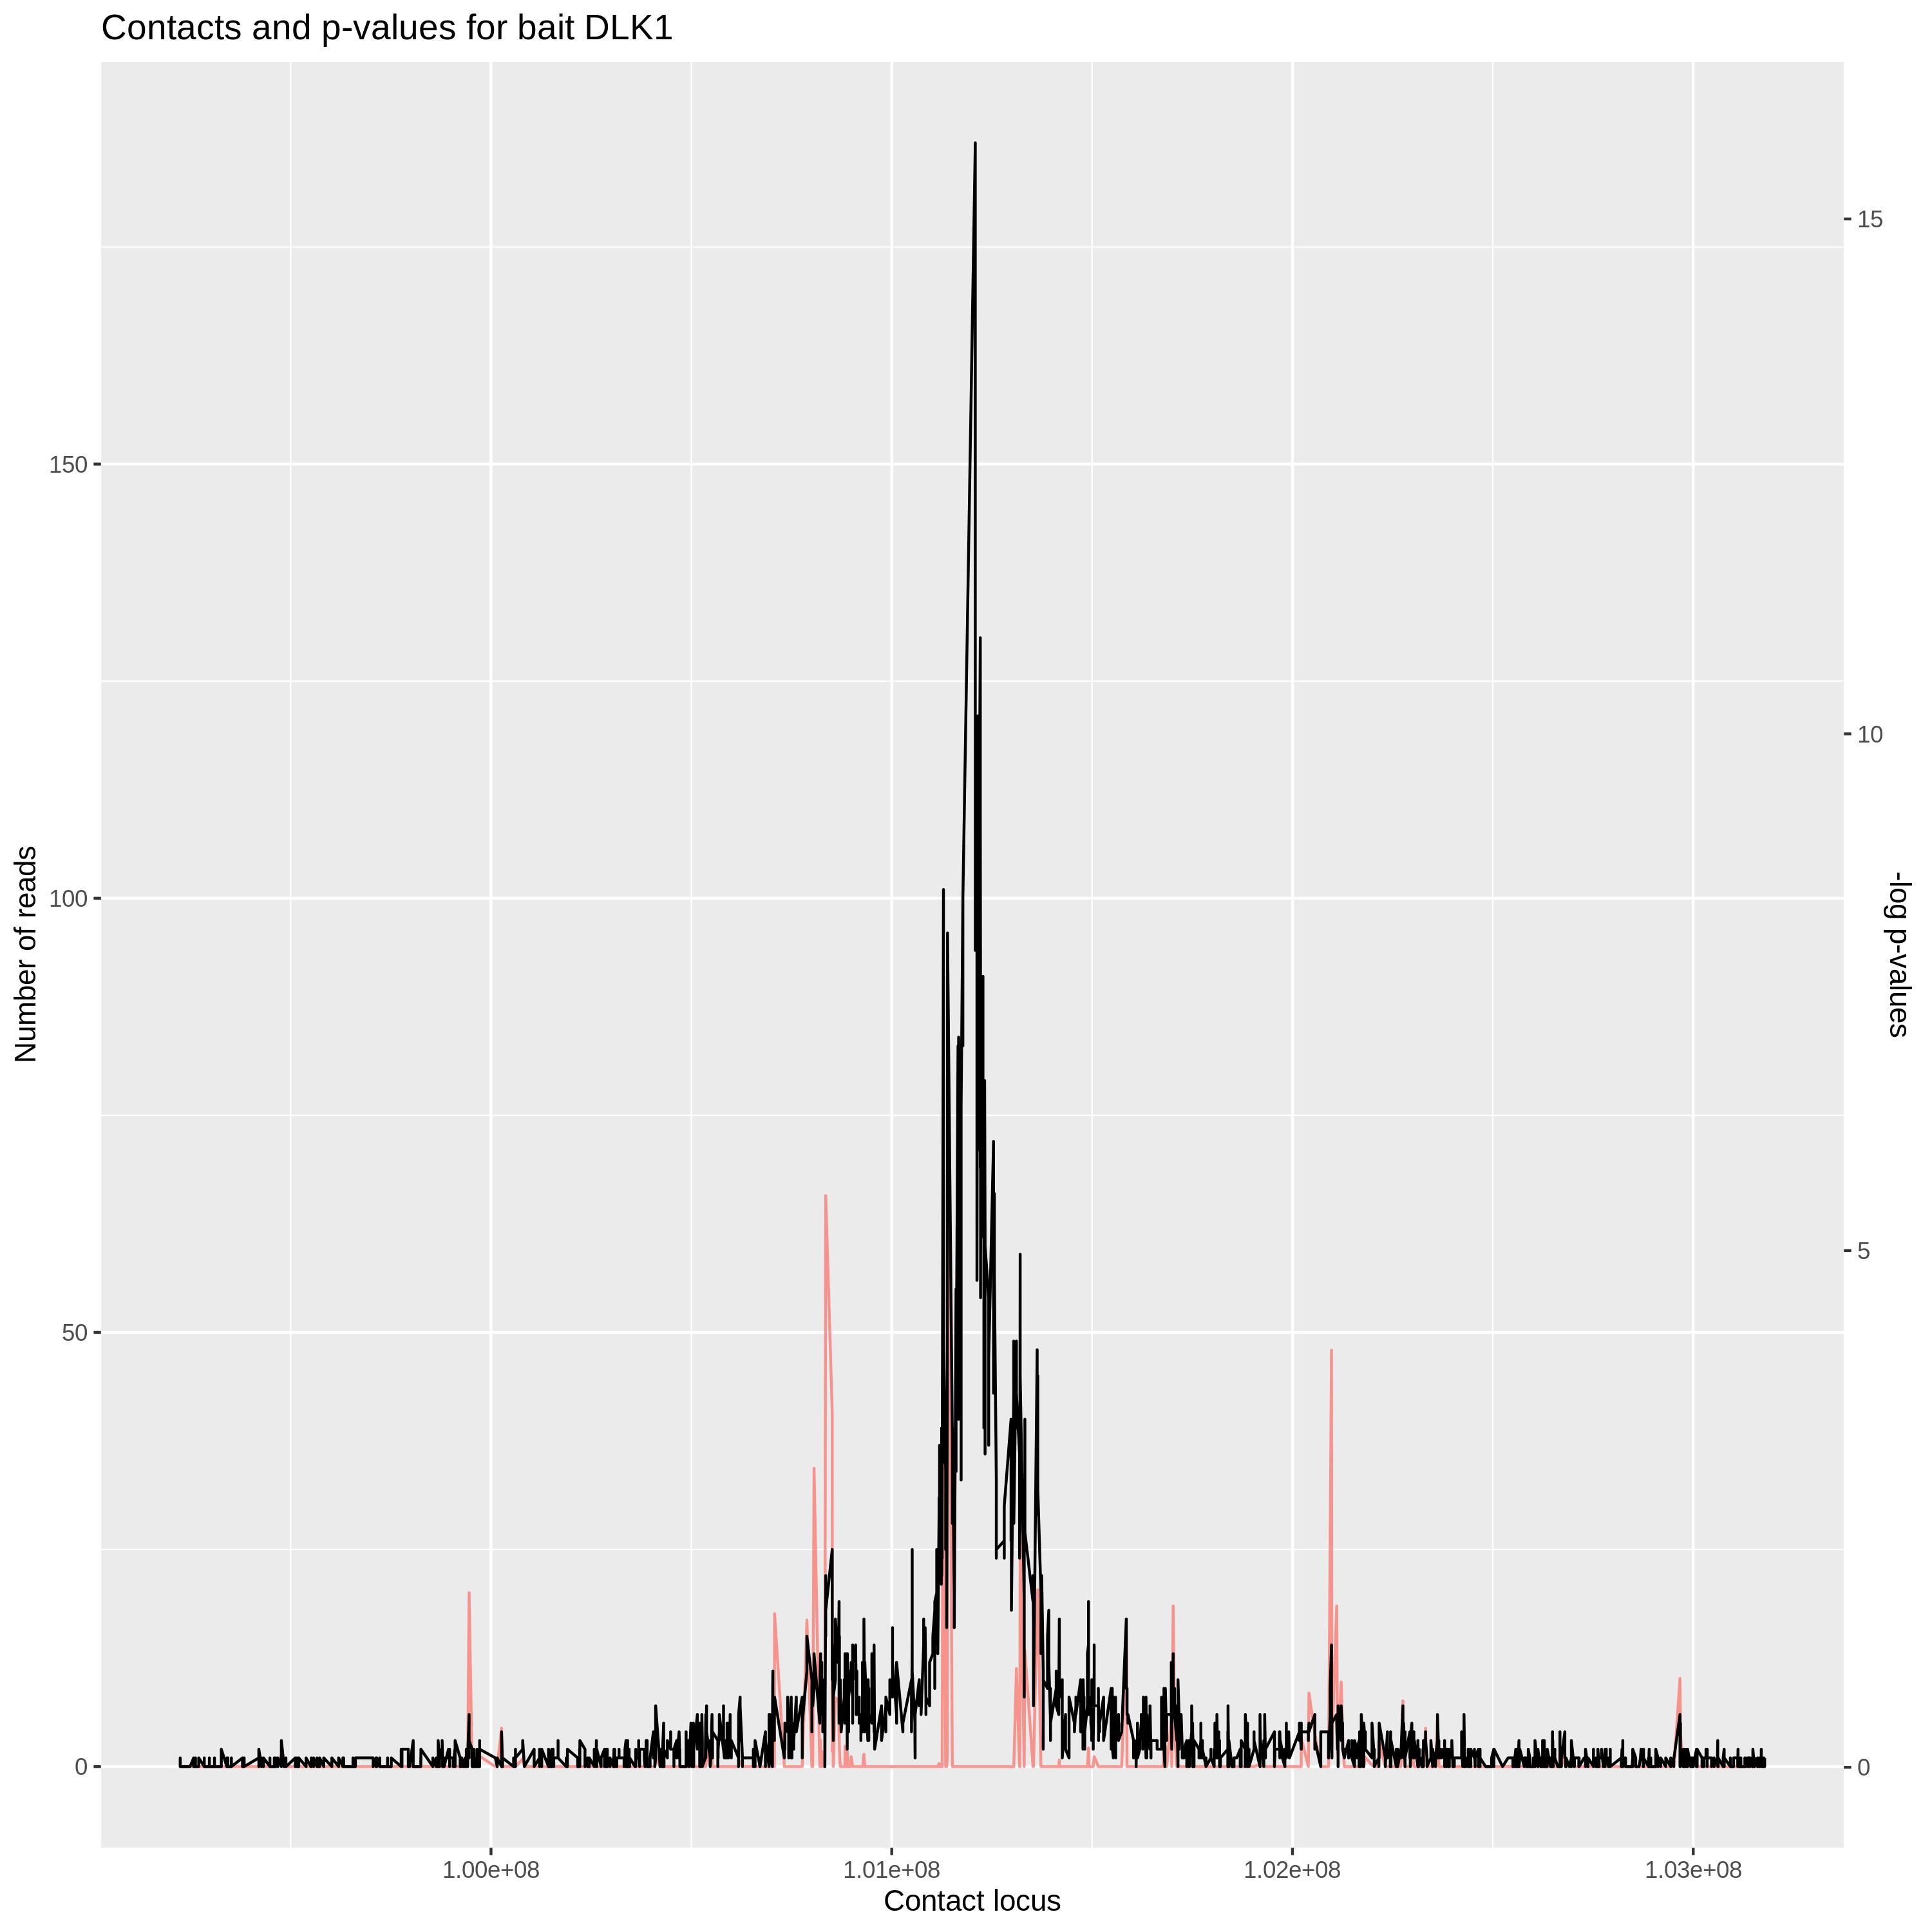 Contacts and p-values for bait DLK1
Number of reads
150
100
50
0
15
10
5
0
-log p-values
1.00e+08
1.01e+08
1.02e+08
1.03e+08
Contact locus